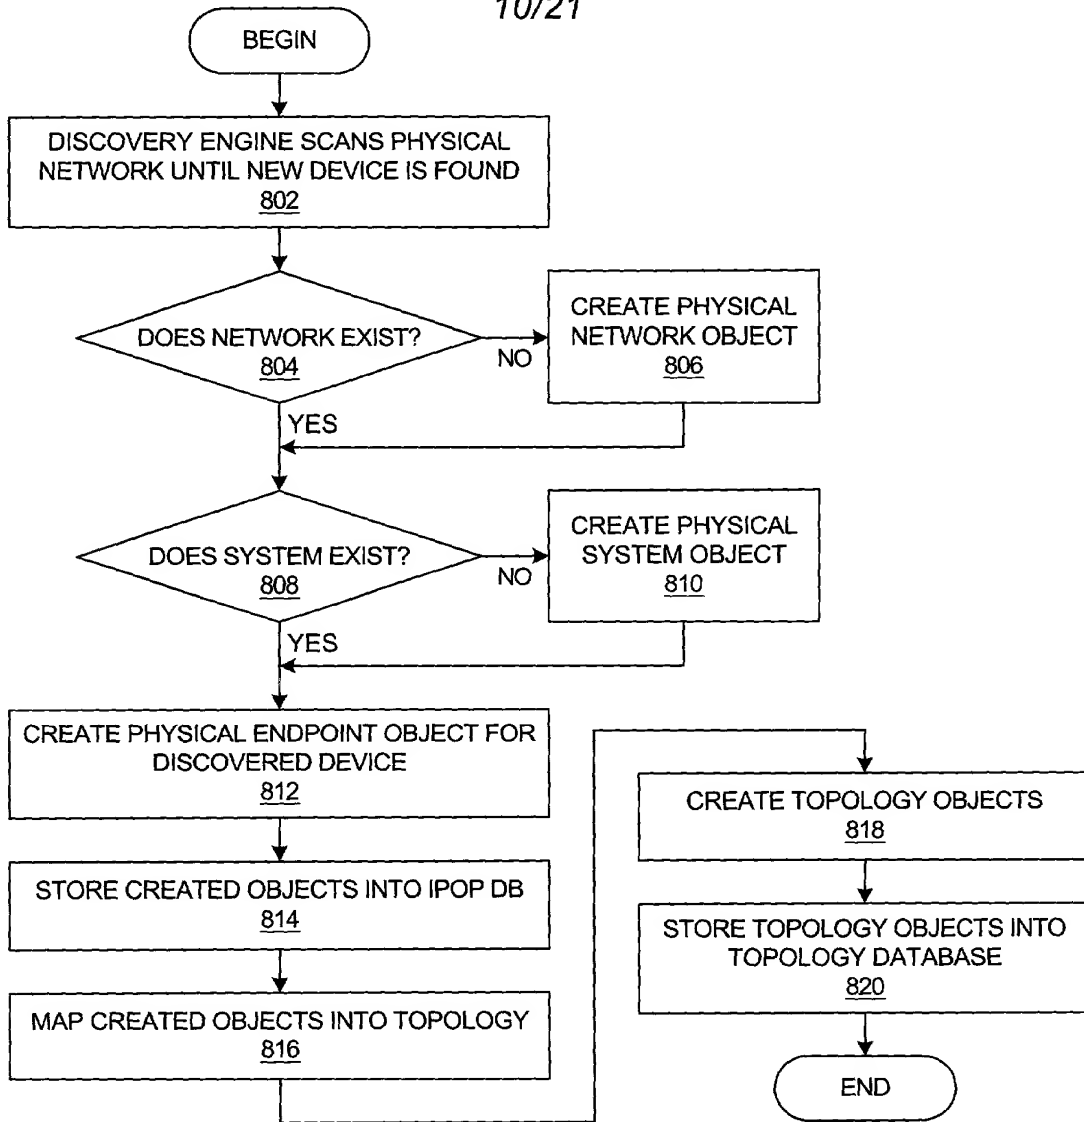 10/21
BEGIN
DISCOVERY ENGINE SCANS PHYSICAL
NETWORK UNTIL NEW DEVICE IS FOUND
802
DOES NETWORK EXIST?
804
NO
CREATE PHYSICAL
NETWORK OBJECT
806
YES
DOES SYSTEM EXIST?
808
NO
CREATE PHYSICAL
SYSTEM OBJECT
810
YES
CREATE PHYSICAL ENDPOINT OBJECT FOR
DISCOVERED DEVICE
812
STORE CREATED OBJECTS INTO IPOP DB
814
MAP CREATED OBJECTS INTO TOPOLOGY
816
CREATE TOPOLOGY OBJECTS
818
STORE TOPOLOGY OBJECTS INTO
TOPOLOGY DATABASE
820
END